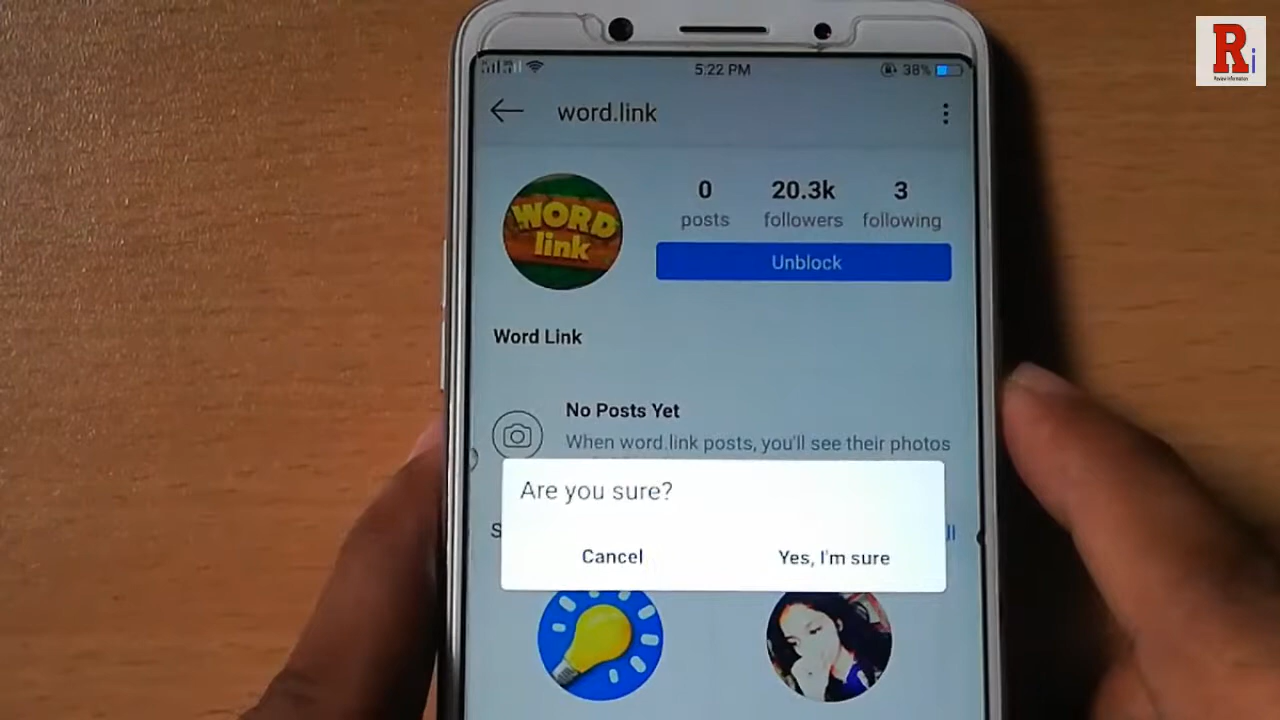 R
i
5:22 PM
38%
word.link
WORD
link
0
posts
20.3k
followers
3
following
Unblock
Word Link
No Posts Yet
When word.link posts, you'll see their photos
Are you sure?
Cancel
Yes, I'm sure